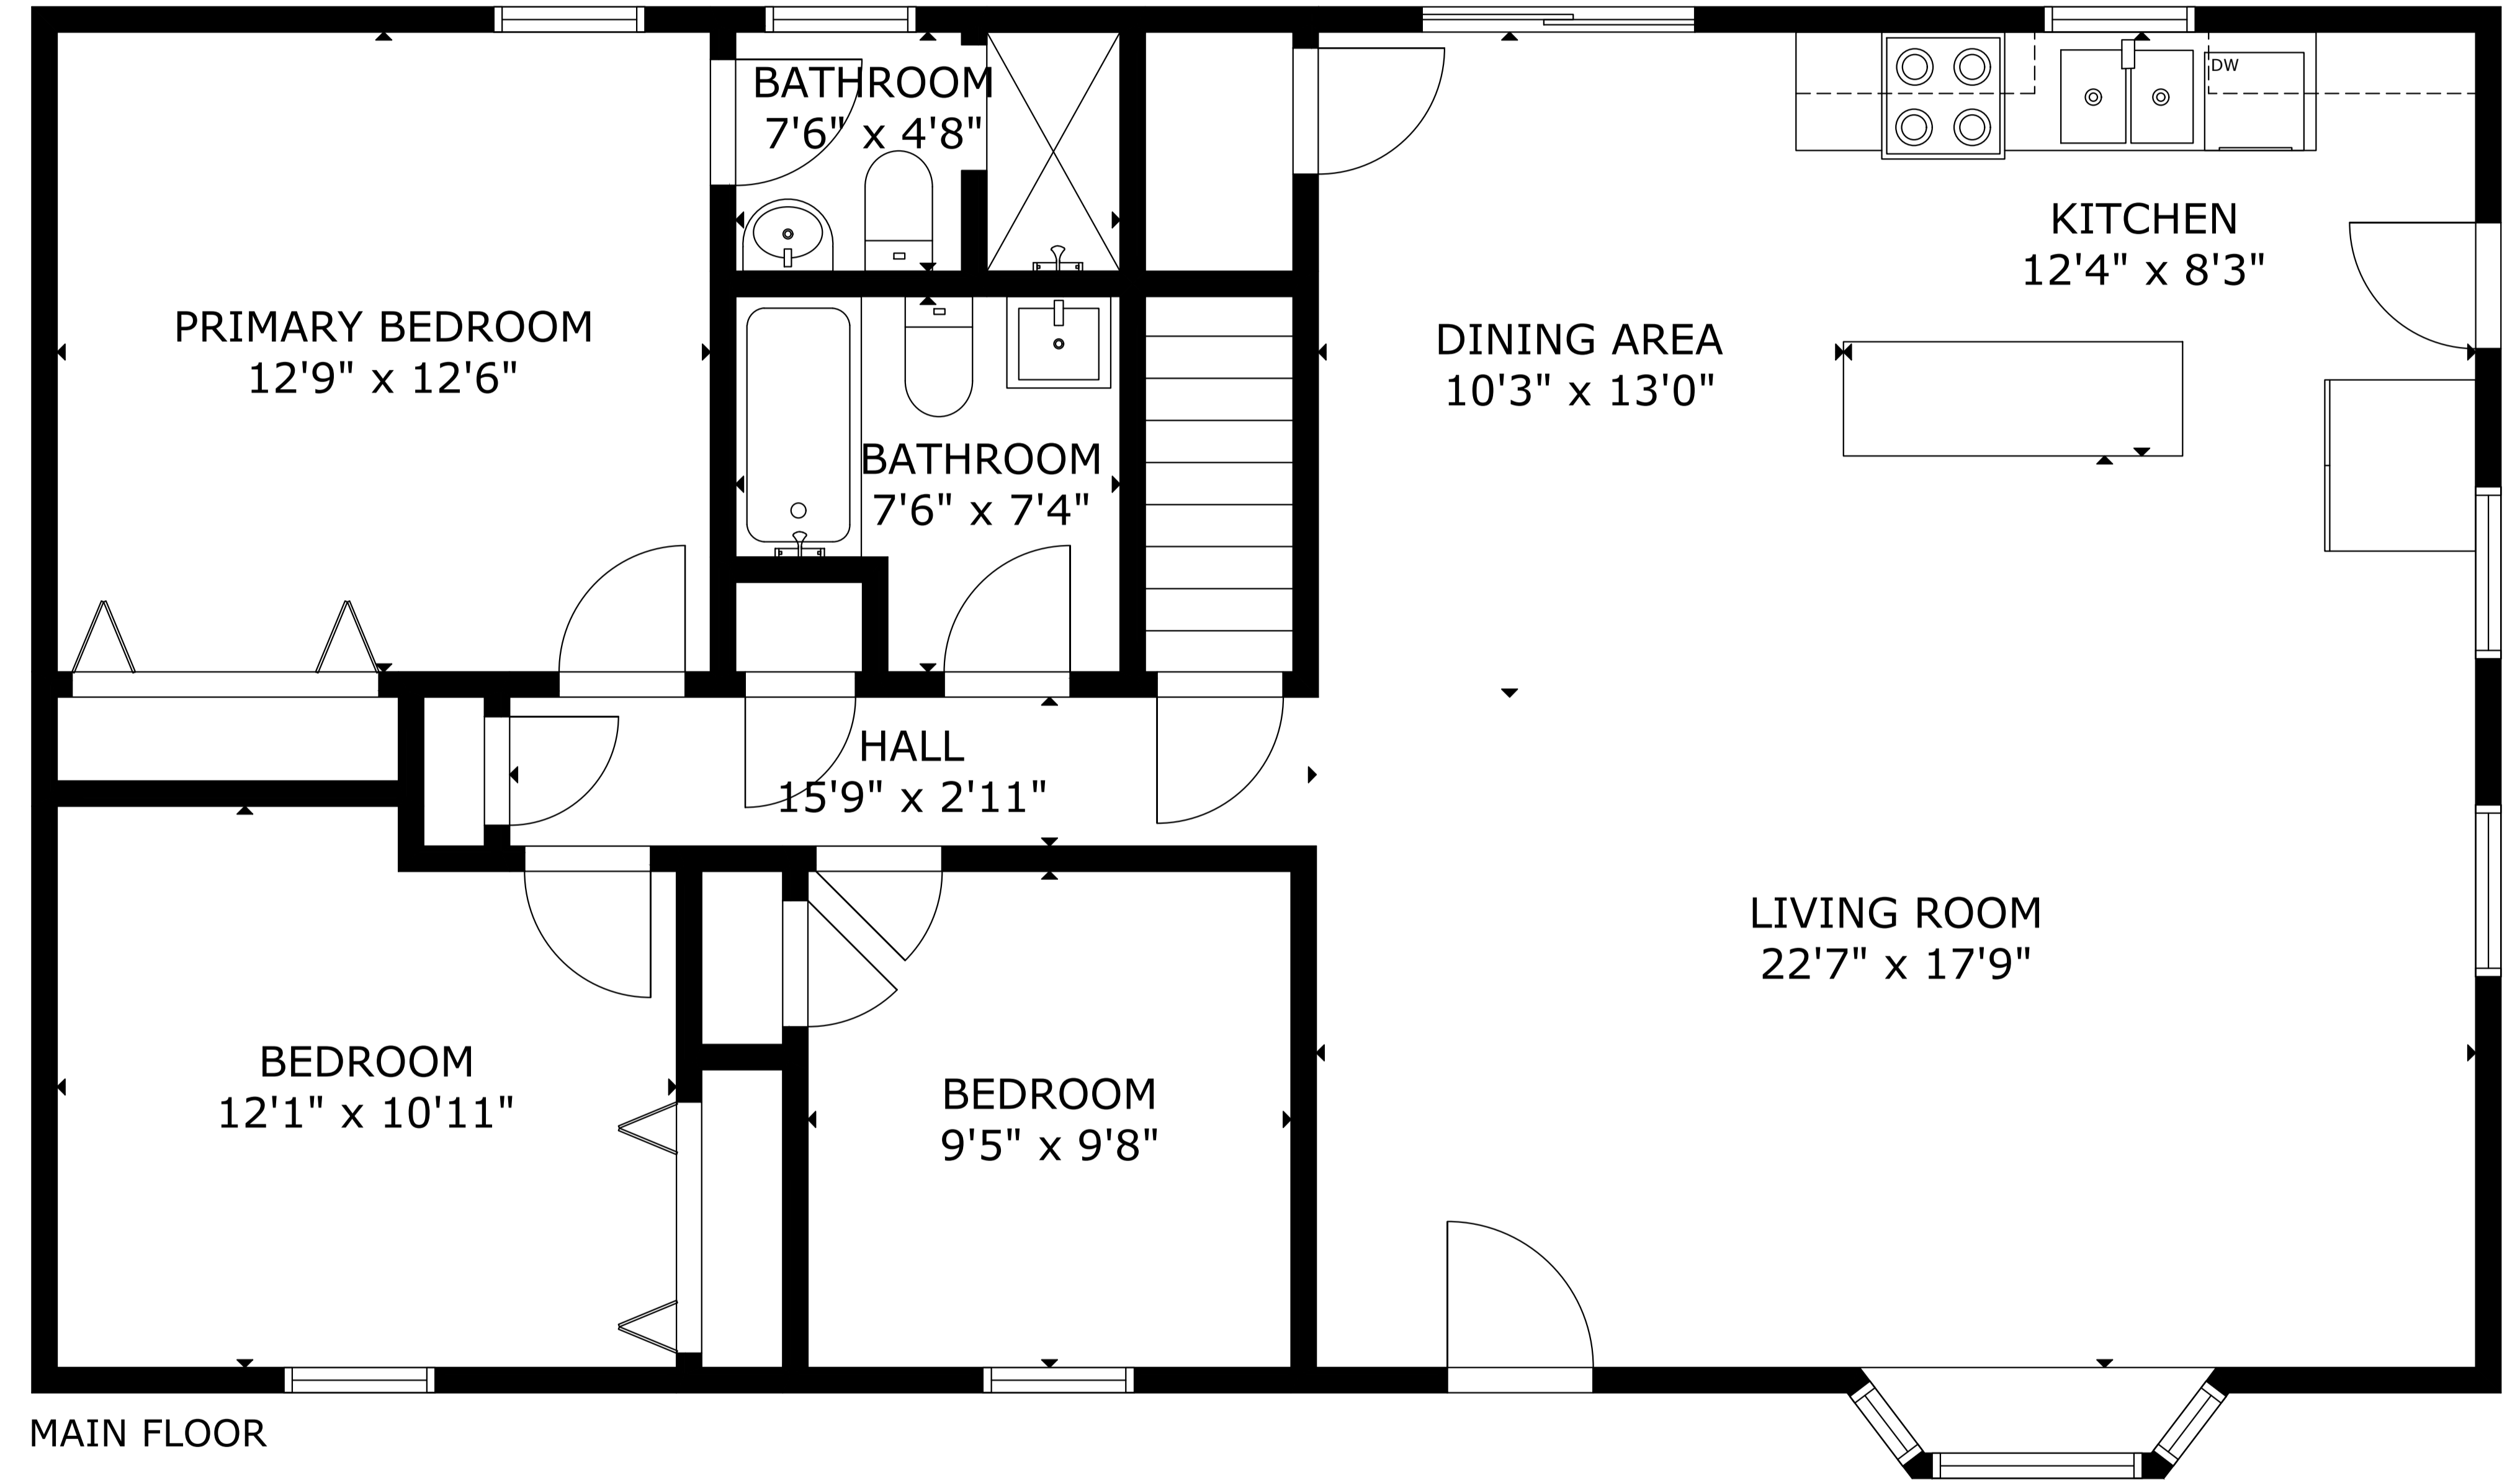 BATHROOM
7'6" x 4'8"
DW
KITCHEN
12'4" x 8'3"
PRIMARY BEDROOM
12'9" x 12'6"
DINING AREA
10'3" x 13'0"
BATHROOM
7'6" x 7'4"
HALL
15'9" x 2'11"
LIVING ROOM
22'7" x 17'9"
BEDROOM
12'1" x 10'11"
BEDROOM
9'5" x 9'8"
MAIN FLOOR